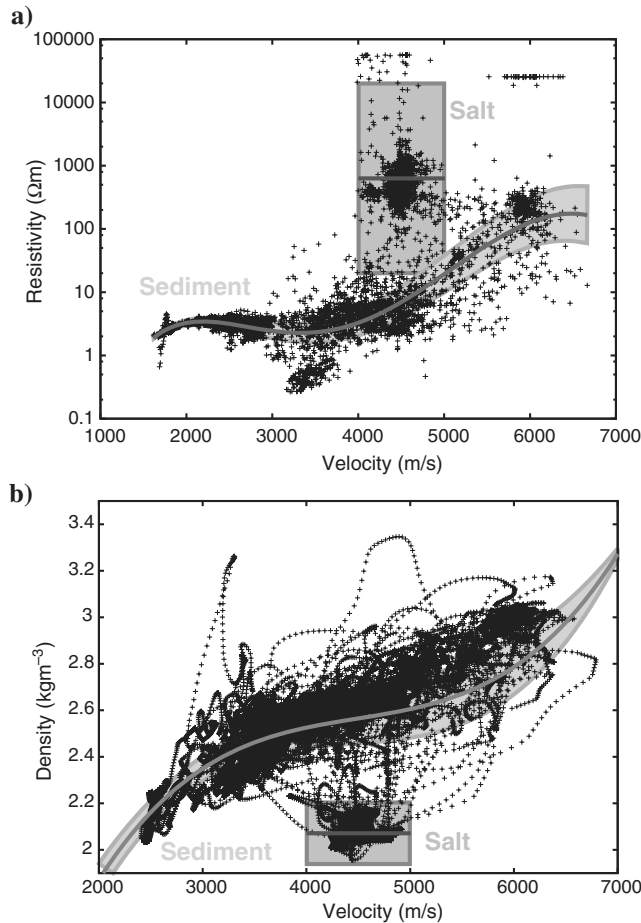 a)
100000
10000
1000
100
10
1
0.1
Resistivity (Ωm)
Salt
Sediment
1000 2000 3000 4000 5000 6000 7000
Velocity (m/s)
b)
3.4
3.2
3
2.8
2.6
2.4
2.2
2
Density (kgm⁻³)
Sediment
Salt
2000 3000 4000 5000 6000 7000
Velocity (m/s)